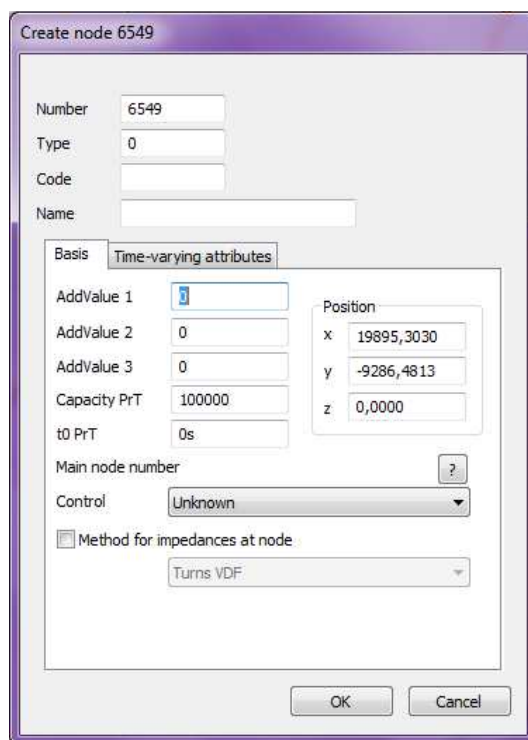 Create node 6549
Number 6549
Type 0
Code
Name
Basis Time-varying attributes
AddValue 1 0
AddValue 2 0
AddValue 3 0
Capacity PrT 100000
t0 PrT 0s
Position
x 19895,3030
y -9286,4813
z 0,0000
Main node number ?
Control Unknown
Method for impedances at node
Turns VDF
OK Cancel